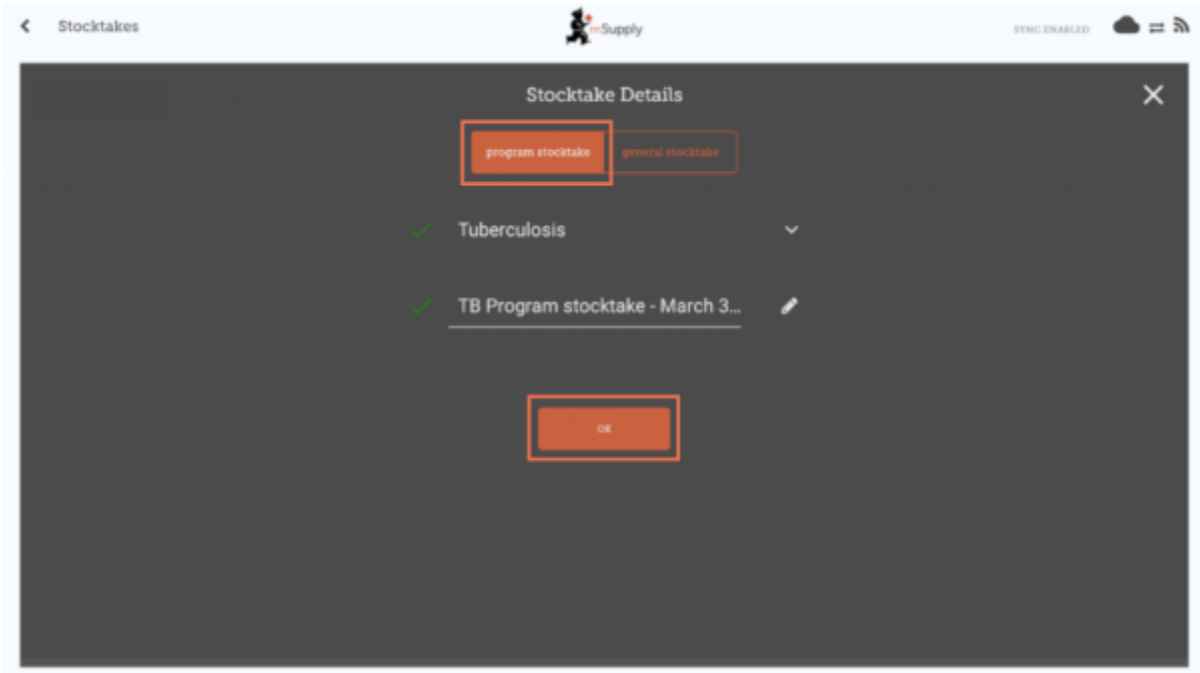 Stocktakes
mSupply
SYNC ENABLED
Stocktake Details
program stocktake
general stocktake
Tuberculosis
TB Program stocktake - March 3...
OK